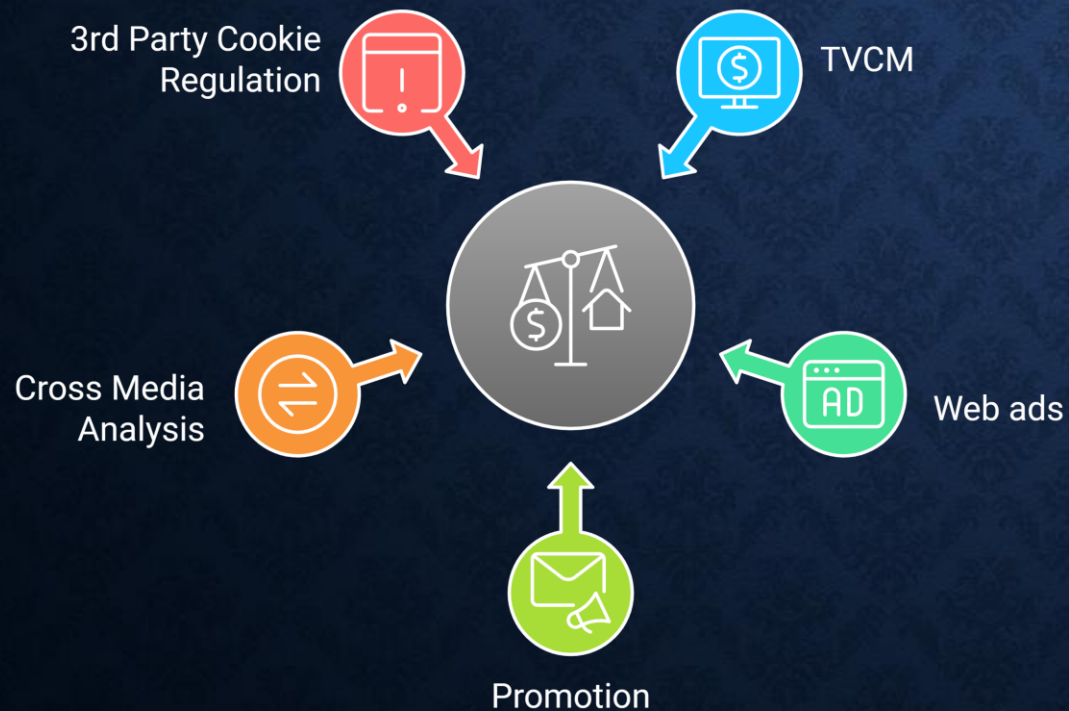 3rd Party Cookie
Regulation
TVCM
$
$
Cross Media
Analysis
AD
Web ads
Promotion